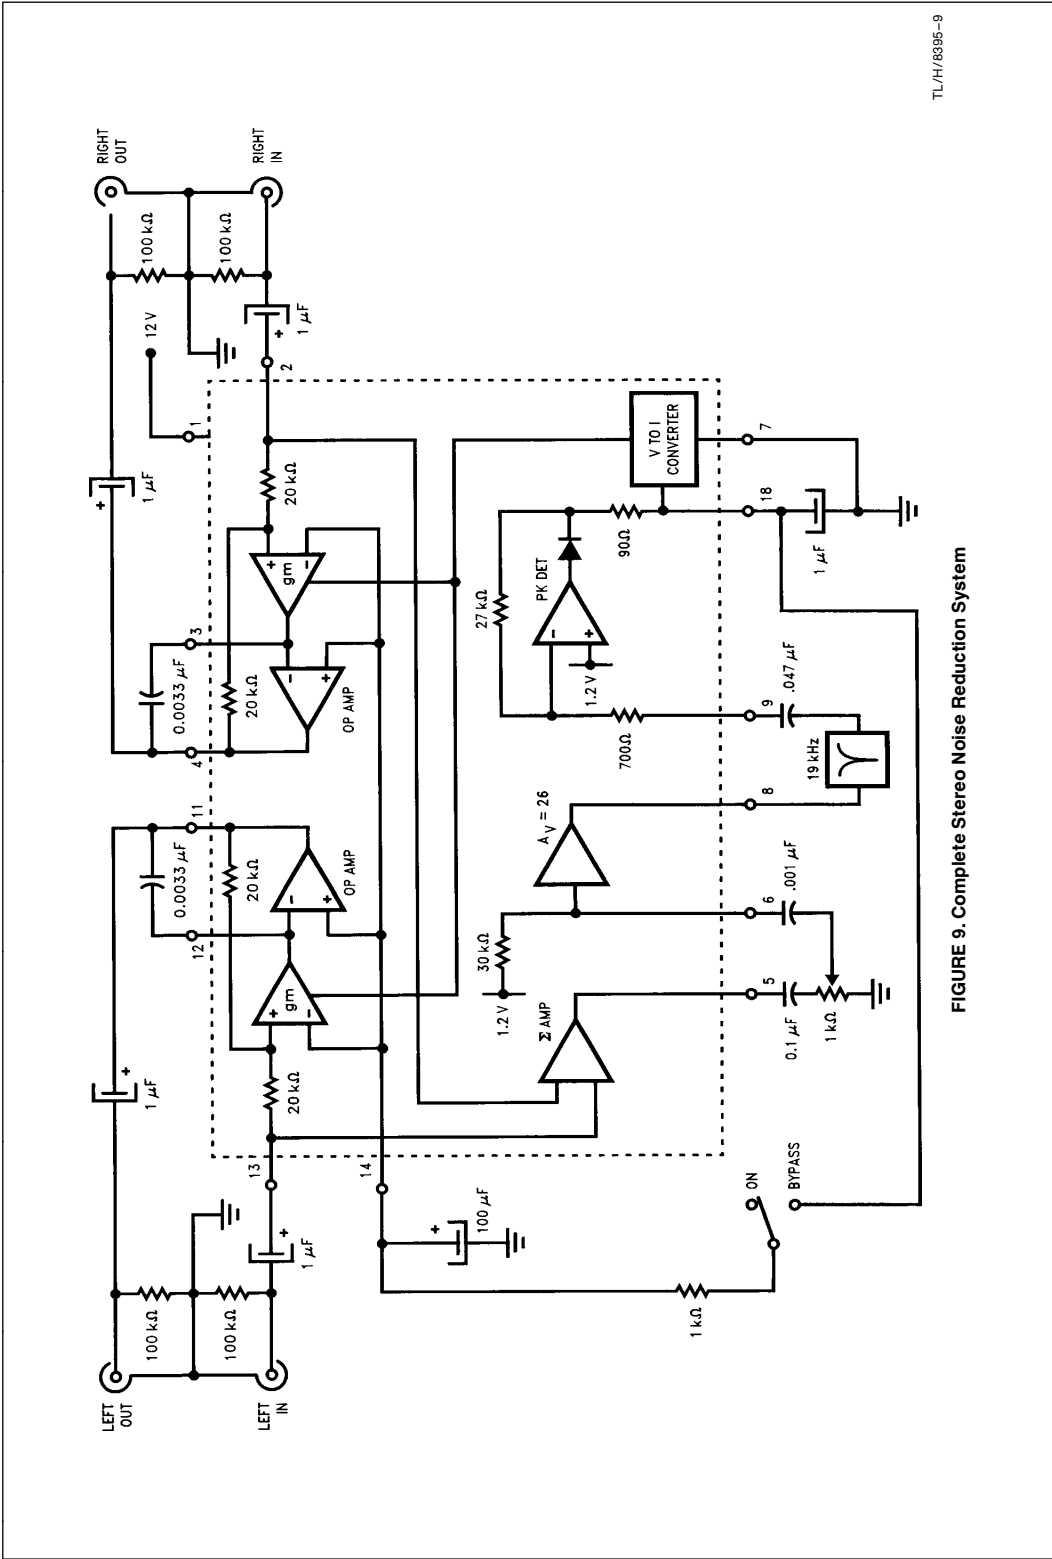 LEFT
OUT
100 kΩ
100 kΩ
LEFT
IN
1 µF
+
1 µF
+
13
14
100 µF
+
1 kΩ
ON
BYPASS
20 kΩ
gm
+
−
12
0.0033 µF
11
20 kΩ
OP AMP
−
+
Σ AMP
1.2 V
30 kΩ
A_V = 26
5
0.1 µF
1 kΩ
6
.001 µF
8
19 kHz
4
0.0033 µF
3
20 kΩ
OP AMP
−
+
gm
+
−
20 kΩ
700Ω
9
.047 µF
1.2 V
27 kΩ
PK DET
−
+
90Ω
V TO I
CONVERTER
18
7
1 µF
1 µF
+
1
12 V
2
1 µF
+
100 kΩ
100 kΩ
RIGHT
OUT
RIGHT
IN
TL/H/8395–9
FIGURE 9. Complete Stereo Noise Reduction System